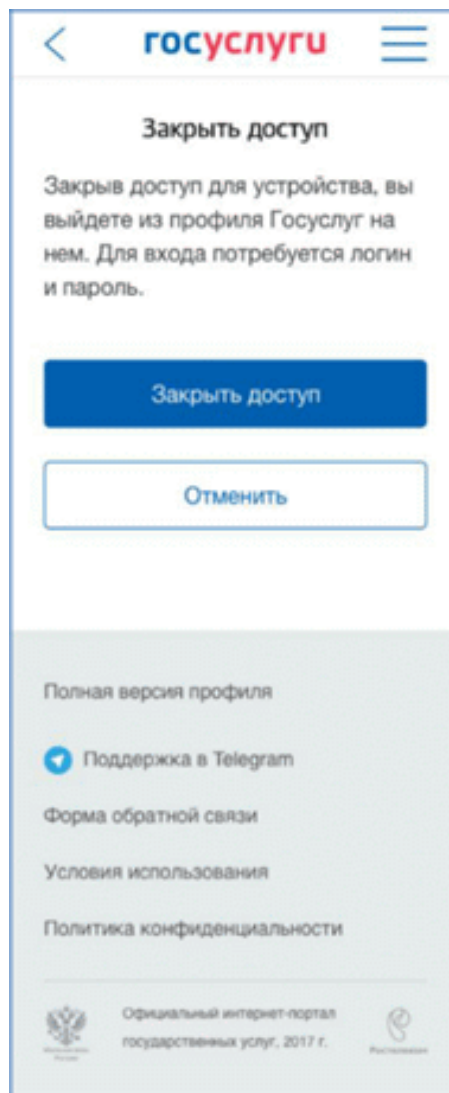 госуслуги
Закрыть доступ
Закрыв доступ для устройства, вы
выйдете из профиля Госуслуг на
нем. Для входа потребуется логин
и пароль.
Закрыть доступ
Отменить
Полная версия профиля
Поддержка в Telegram
Форма обратной связи
Условия использования
Политика конфиденциальности
Официальный интернет-портал
государственных услуг, 2017 г.
Ростелеком